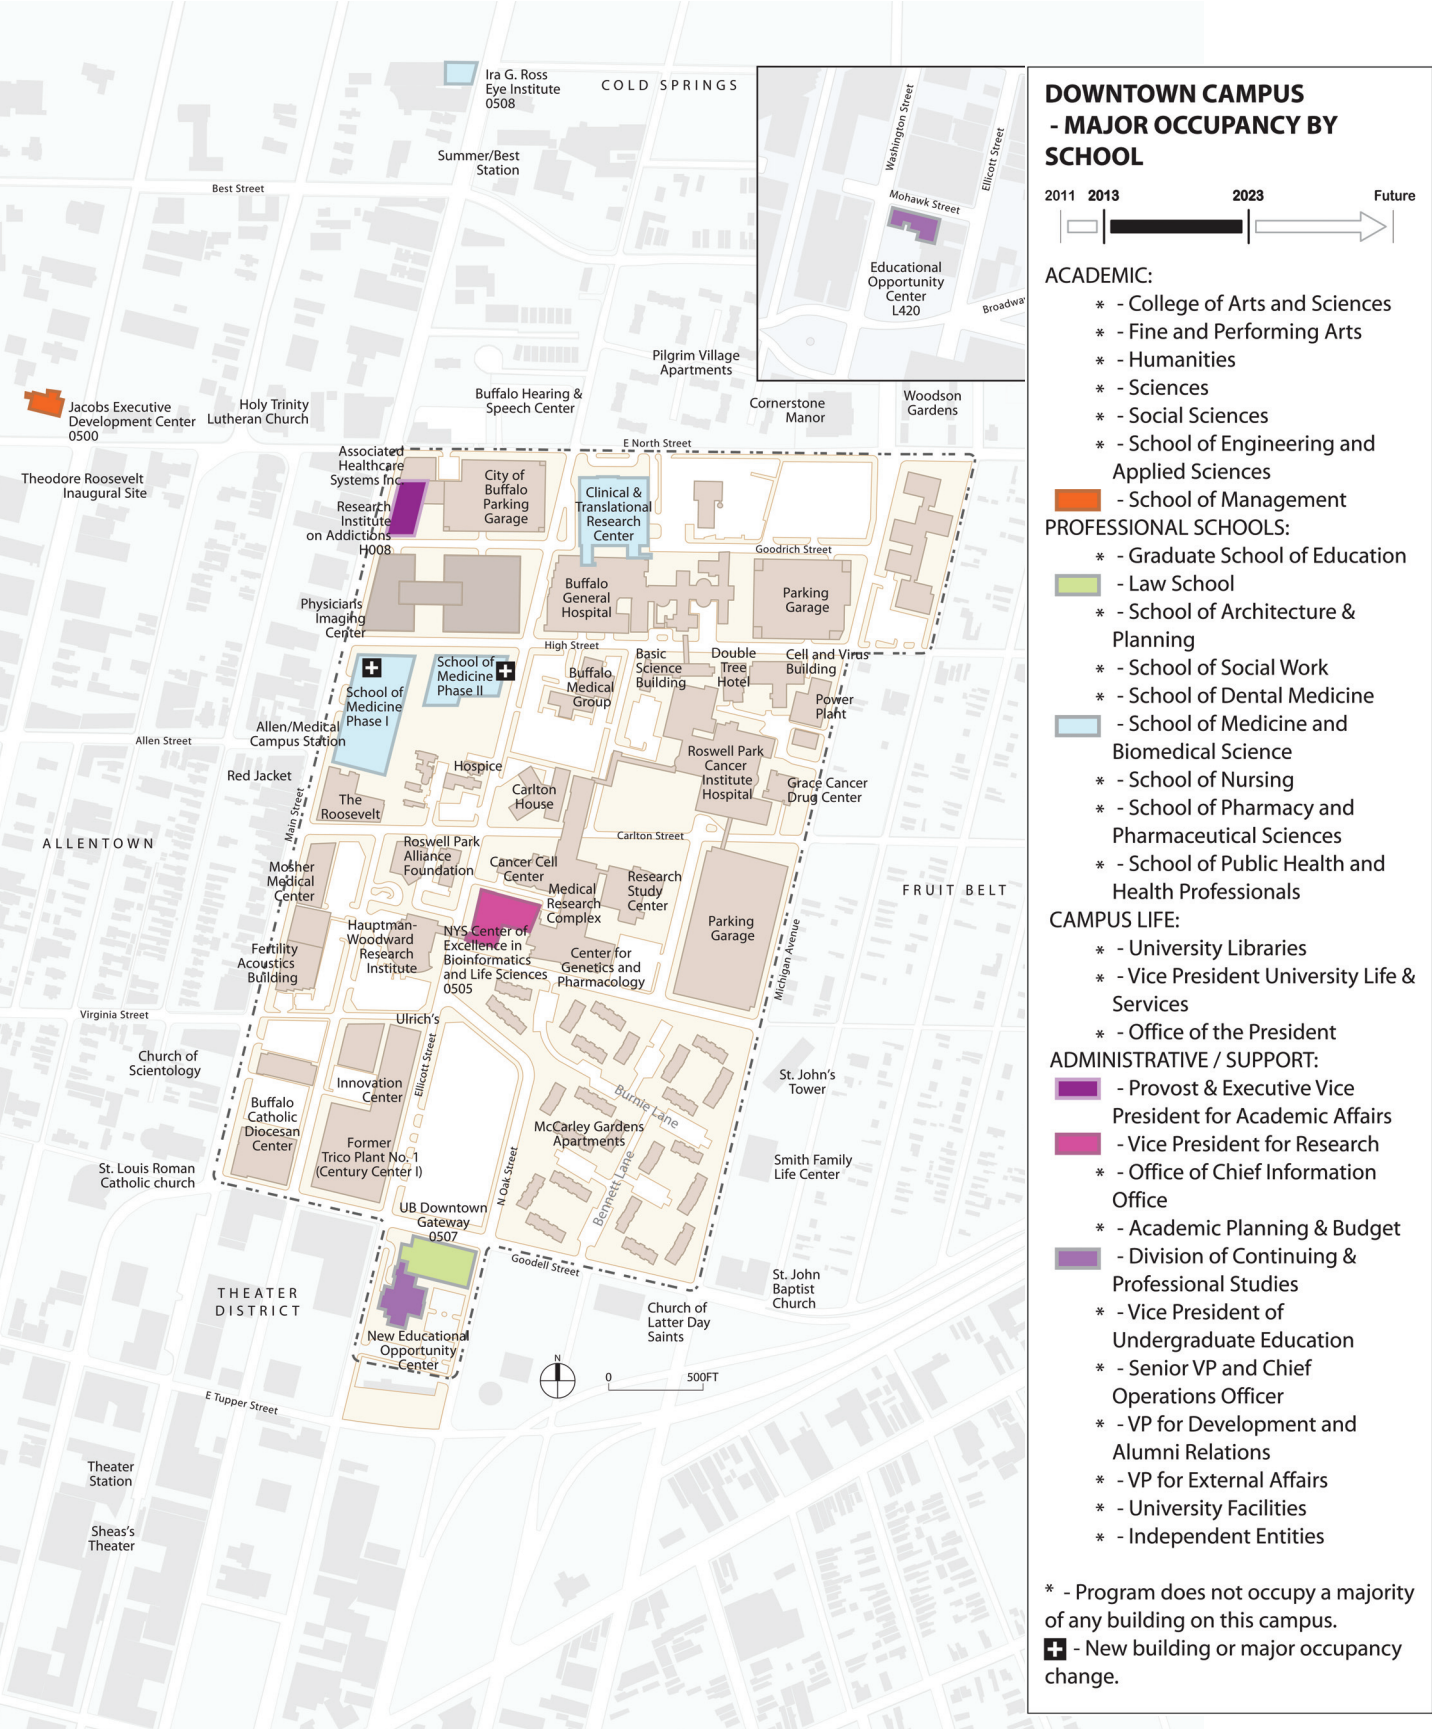 Ira G. Ross
Eye Institute
0508
COLD SPRINGS
Summer/Best
Station
Best Street
Washington Street
Ellicott Street
Mohawk Street
Educational
Opportunity
Center
L420
Broadwa
Pilgrim Village
Apartments
Buffalo Hearing &
Speech Center
Cornerstone
Manor
Woodson
Gardens
Jacobs Executive
Development Center
0500
Holy Trinity
Lutheran Church
Theodore Roosevelt
Inaugural Site
E North Street
Associated
Healthcare
Systems Inc
City of
Buffalo
Parking
Garage
Clinical &
Translational
Research
Center
Research
Institute
on Addictions
H008
Goodrich Street
Buffalo
General
Hospital
Parking
Garage
Physicians
Imaging
Center
High Street
School of
Medicine
Phase I
School of
Medicine
Phase II
Buffalo
Medical
Group
Basic
Science
Building
Double
Tree
Hotel
Cell and Virus
Building
Power
Plant
Allen/Medical
Campus Station
Allen Street
Red Jacket
Hospice
Roswell Park
Cancer
Institute
Hospital
Grace Cancer
Drug Center
Carlton
House
The
Roosevelt
Main Street
Carlton Street
ALLENTOWN
Roswell Park
Alliance
Foundation
Cancer Cell
Center
Mosher
Medical
Center
Medical
Research
Complex
Research
Study
Center
FRUIT BELT
Parking
Garage
Michigan Avenue
Hauptman-
Woodward
Research
Institute
NYS Center of
Excellence in
Bioinformatics
and Life Sciences
0505
Center for
Genetics and
Pharmacology
Fertility
Acoustics
Building
Virginia Street
Ulrich's
Church of
Scientology
Ellicott Street
Innovation
Center
Burnie Lane
St. John's
Tower
Buffalo
Catholic
Diocesan
Center
McCarley Gardens
Apartments
Former
Trico Plant No. 1
(Century Center I)
N Oak Street
Bennett Lane
Smith Family
Life Center
St. Louis Roman
Catholic church
UB Downtown
Gateway
0507
Goodell Street
St. John
Baptist
Church
THEATER
DISTRICT
Church of
Latter Day
Saints
New Educational
Opportunity
Center
N
0 500FT
E Tupper Street
Theater
Station
Sheas's
Theater
DOWNTOWN CAMPUS
- MAJOR OCCUPANCY BY
SCHOOL
2011 2013 2023 Future
ACADEMIC:
* - College of Arts and Sciences
* - Fine and Performing Arts
* - Humanities
* - Sciences
* - Social Sciences
* - School of Engineering and
Applied Sciences
- School of Management
PROFESSIONAL SCHOOLS:
* - Graduate School of Education
- Law School
* - School of Architecture &
Planning
* - School of Social Work
* - School of Dental Medicine
- School of Medicine and
Biomedical Science
* - School of Nursing
* - School of Pharmacy and
Pharmaceutical Sciences
* - School of Public Health and
Health Professionals
CAMPUS LIFE:
* - University Libraries
* - Vice President University Life &
Services
* - Office of the President
ADMINISTRATIVE / SUPPORT:
- Provost & Executive Vice
President for Academic Affairs
- Vice President for Research
* - Office of Chief Information
Office
* - Academic Planning & Budget
- Division of Continuing &
Professional Studies
* - Vice President of
Undergraduate Education
* - Senior VP and Chief
Operations Officer
* - VP for Development and
Alumni Relations
* - VP for External Affairs
* - University Facilities
* - Independent Entities
* - Program does not occupy a majority
of any building on this campus.
- New building or major occupancy
change.